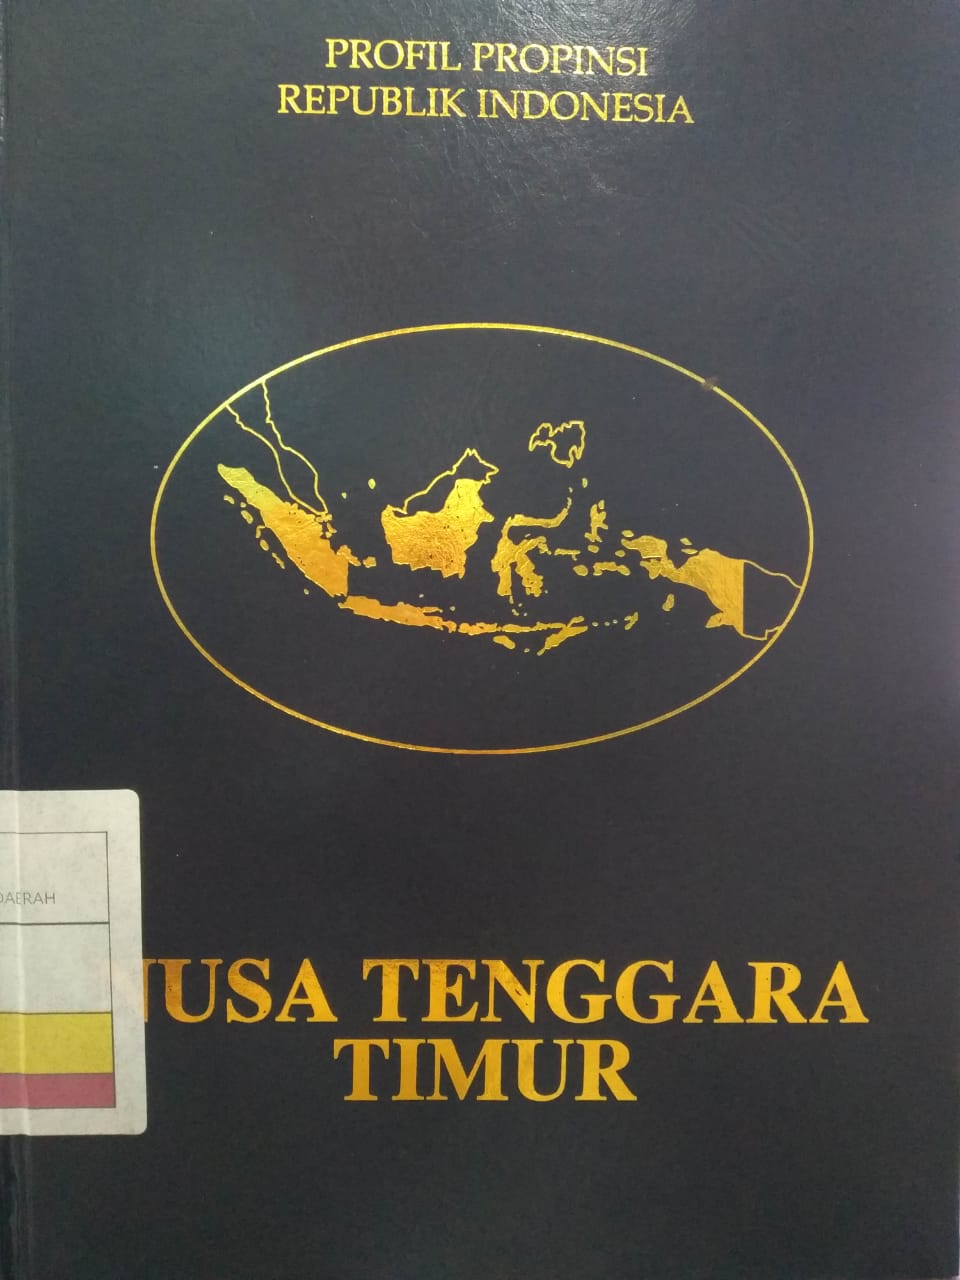 PROFIL PROPINSI
REPUBLIK INDONESIA
DAERAH
NUSA TENGGARA
TIMUR